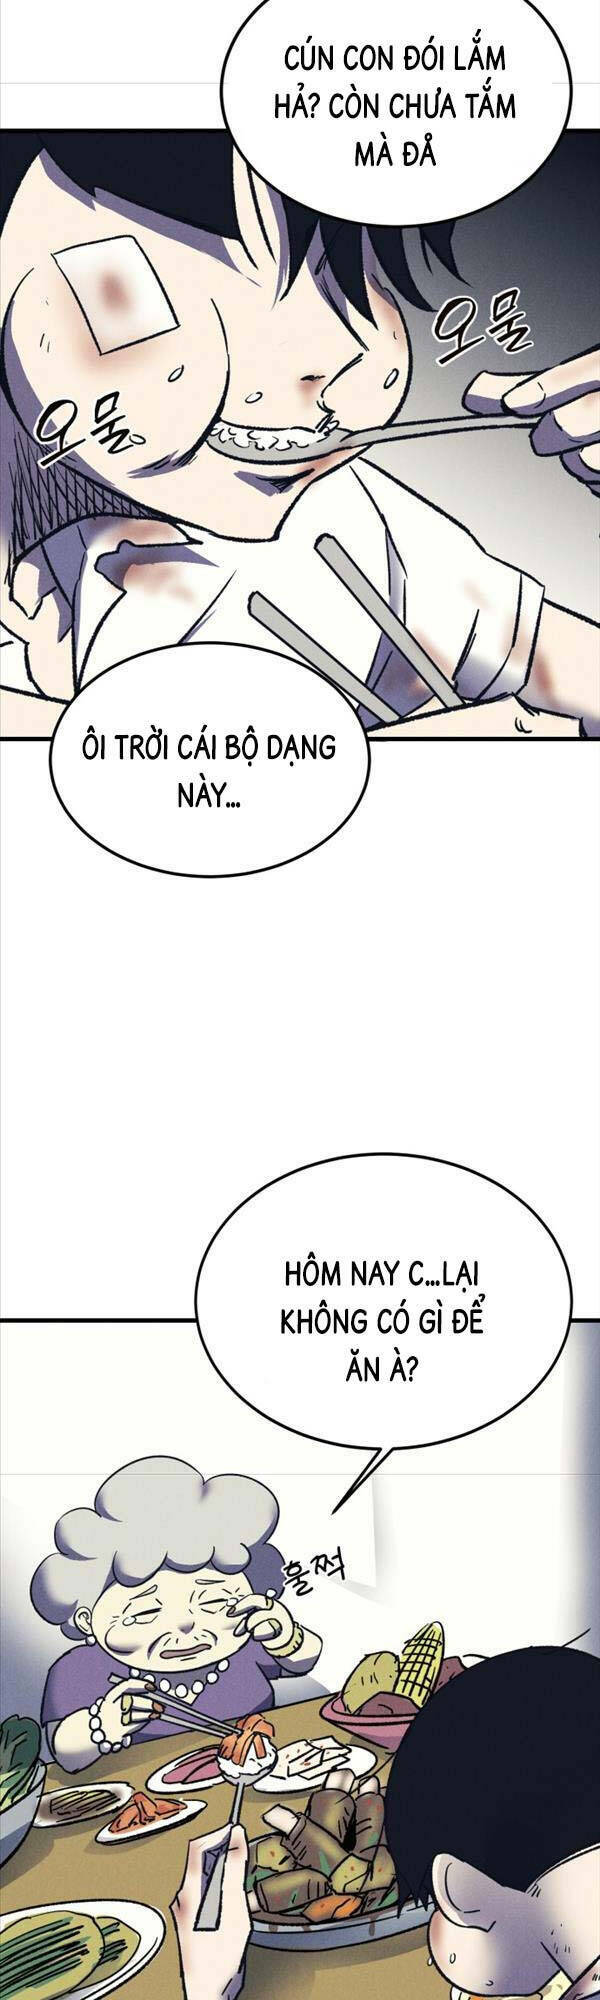 CÚN CON ĐÓI LẮM
HẢ? CÒN CHƯA TẮM
MÀ ĐÃ
오물
오물
ÔI TRỜI CÁI BỘ DẠNG
NÀY...
HÔM NAY C...LẠI
KHÔNG CÓ GÌ ĐỂ
ĂN À?
훌쩍